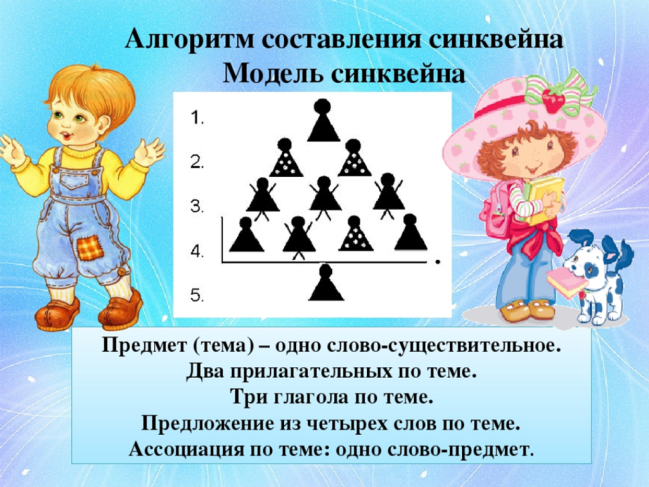 Алгоритм составления синквейна
Модель синквейна
1.
2.
3.
4.
5.
Предмет (тема) – одно слово-существительное.
Два прилагательных по теме.
Три глагола по теме.
Предложение из четырех слов по теме.
Ассоциация по теме: одно слово-предмет.